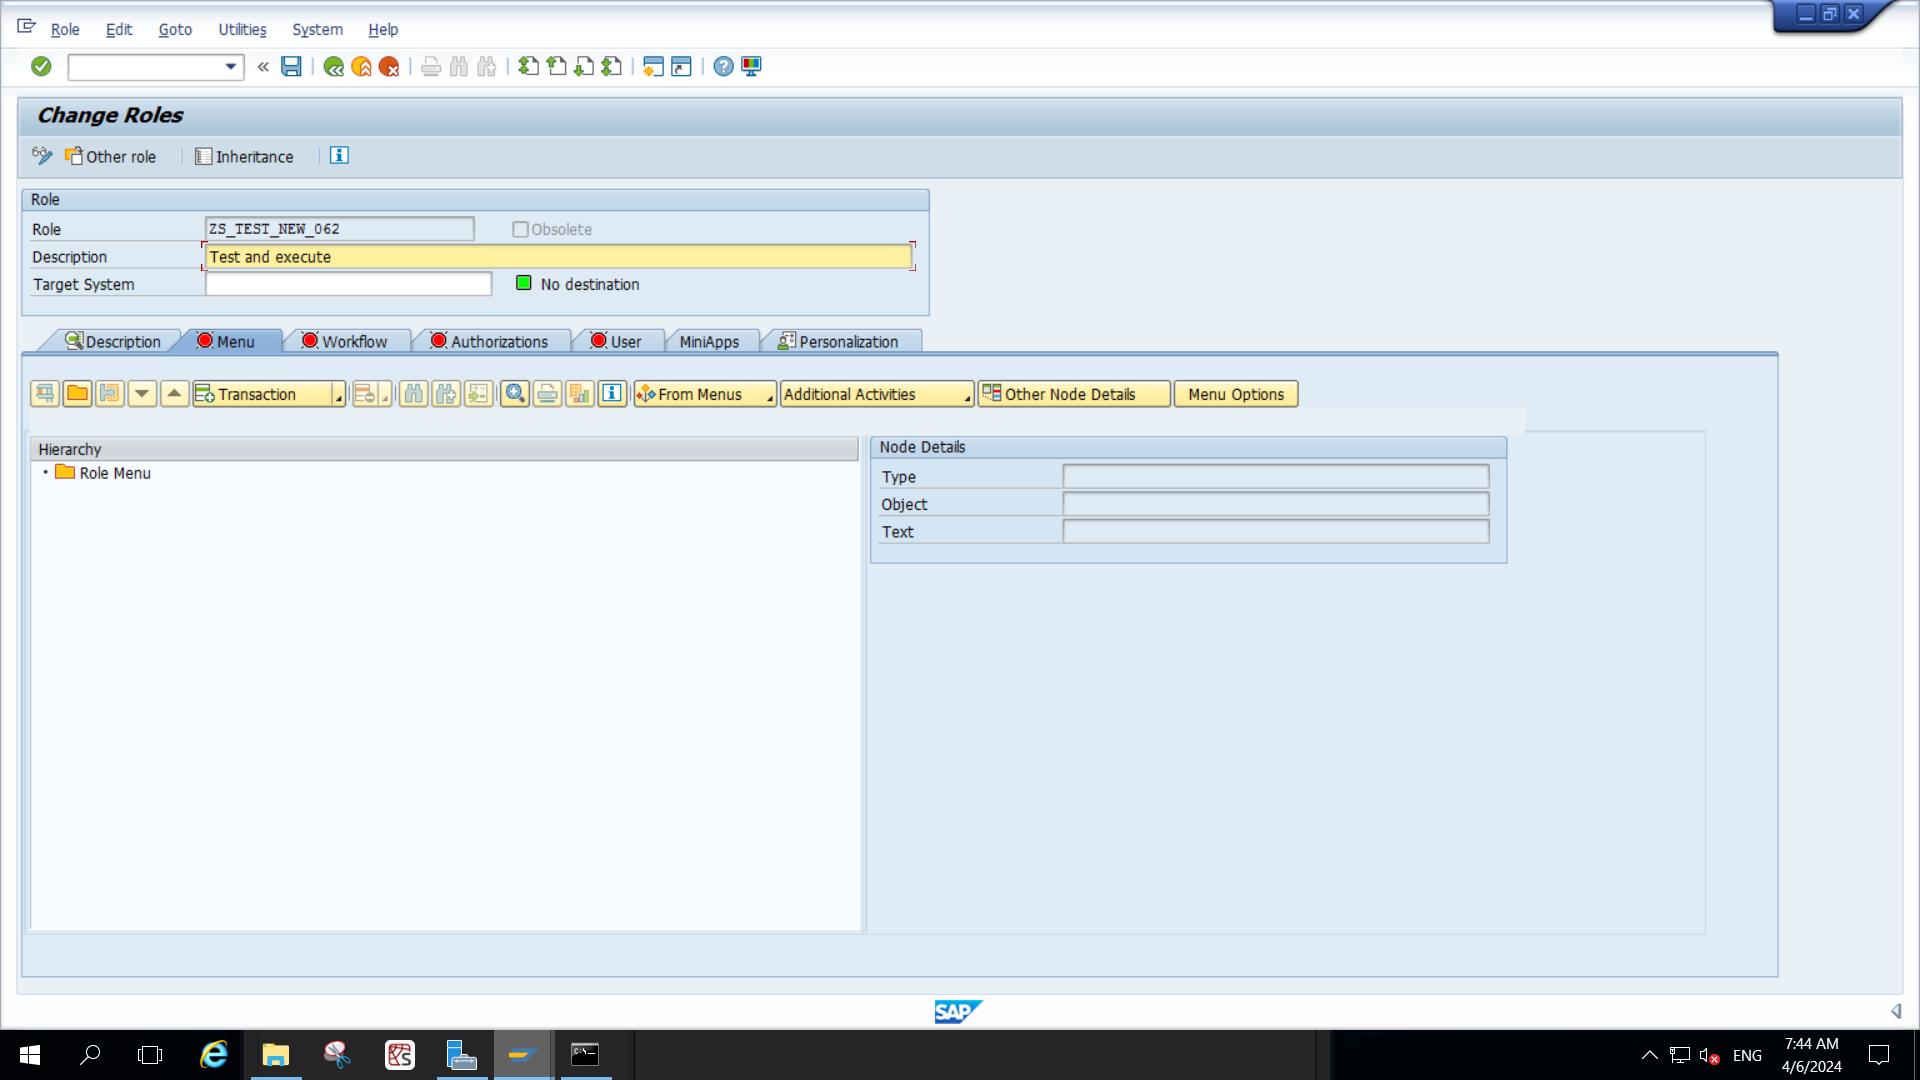 Role Edit Goto Utilities System Help
Change Roles
Other role Inheritance
Role
Role ZS_TEST_NEW_062 Obsolete
Description Test and execute
Target System No destination
Description Menu Workflow Authorizations User MiniApps Personalization
Transaction From Menus Additional Activities Other Node Details Menu Options
Hierarchy
Role Menu
Node Details
Type
Object
Text
SAP
ENG
7:44 AM
4/6/2024